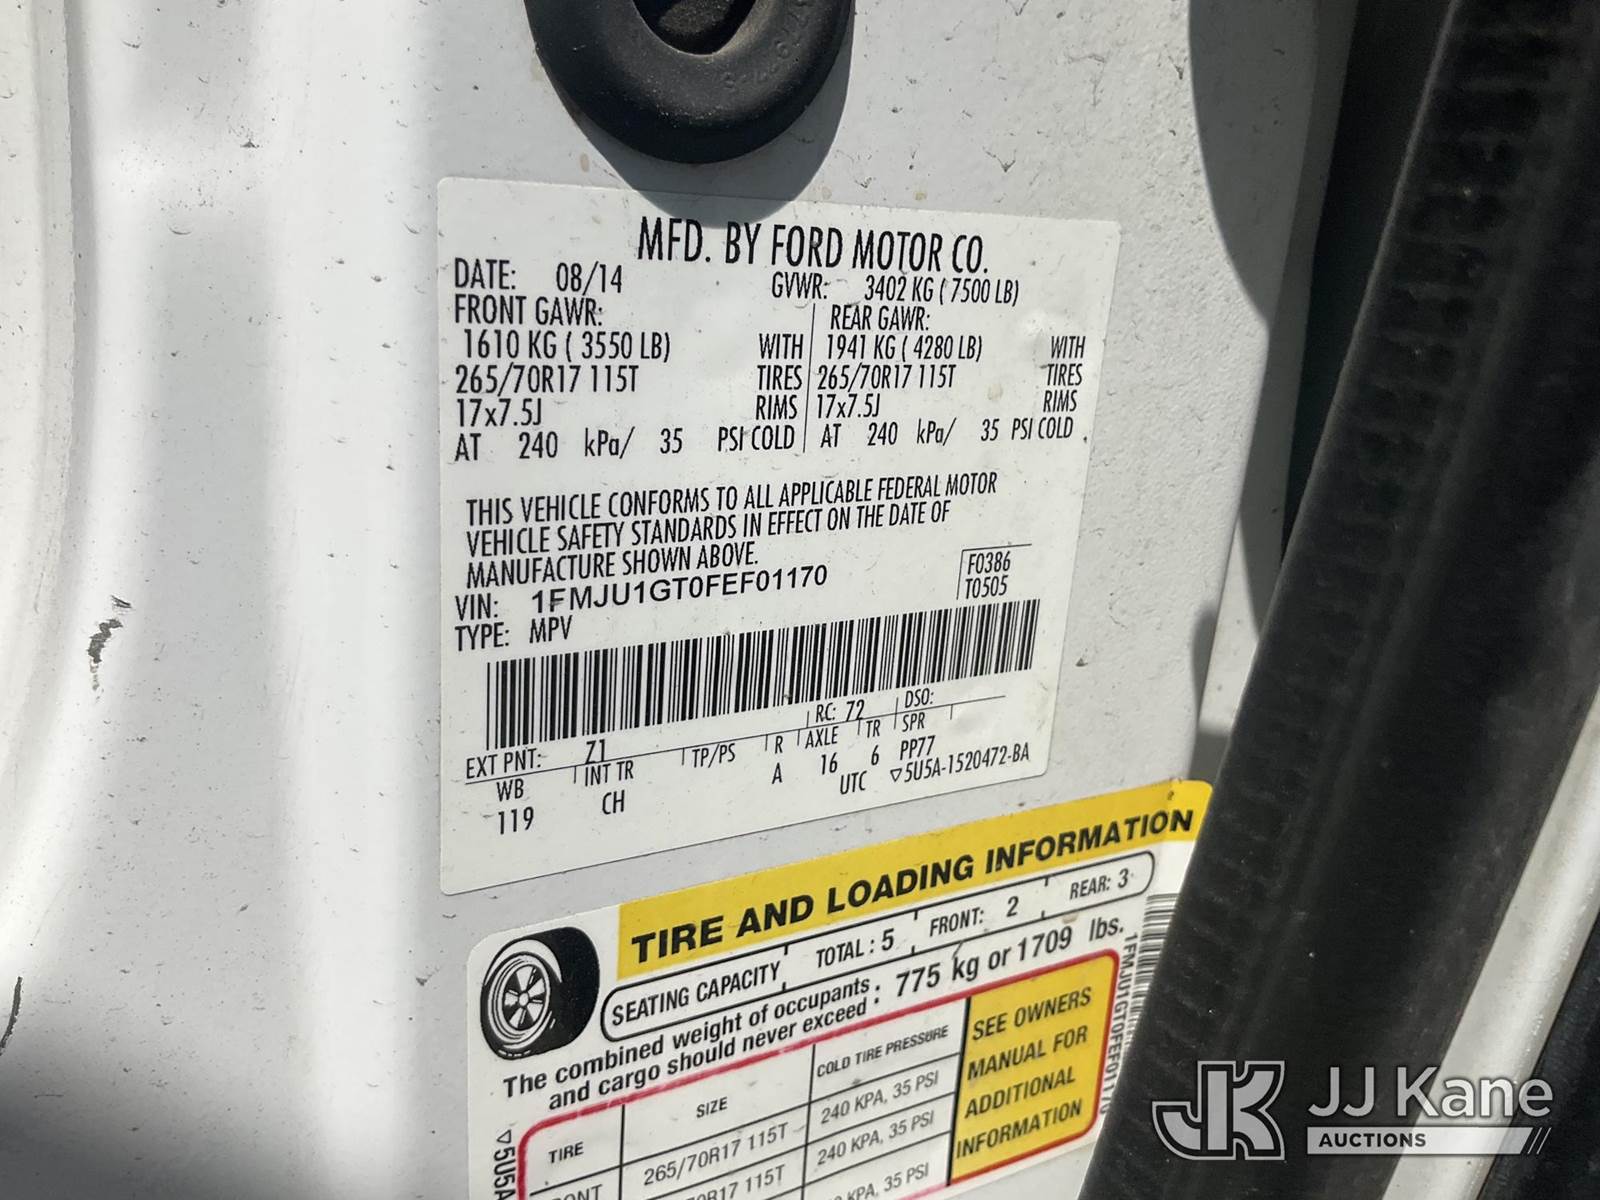 MFD. BY FORD MOTOR CO.
DATE: 08/14 GVWR: 3402 KG ( 7500 LB)
FRONT GAWR: REAR GAWR:
1610 KG ( 3550 LB) WITH 1941 KG ( 4280 LB) WITH
265/70R17 115T TIRES 265/70R17 115T TIRES
17x7.5J RIMS 17x7.5J RIMS
AT 240 kPa/ 35 PSI COLD AT 240 kPa/ 35 PSI COLD
THIS VEHICLE CONFORMS TO ALL APPLICABLE FEDERAL MOTOR
VEHICLE SAFETY STANDARDS IN EFFECT ON THE DATE OF
MANUFACTURE SHOWN ABOVE.
F0386
VIN: 1FMJU1GT0FEF01170
T0505
TYPE: MPV
EXT PNT: Z1 RC: 72 DSO:
WB INT TR TP/PS R AXLE TR SPR
119 CH A 16 6 PP77
UTC ▽5U5A-1520472-BA
TIRE AND LOADING INFORMATION
SEATING CAPACITY TOTAL : 5 FRONT: 2 REAR: 3
The combined weight of occupants
and cargo should never exceed : 775 kg or 1709 lbs.
TIRE SIZE COLD TIRE PRESSURE
265/70R17 115T 240 KPA, 35 PSI
115T 240 KPA, 35 PSI
KPA, 35 PSI
SEE OWNERS
MANUAL FOR
ADDITIONAL
INFORMATION
1FMJU1GT0FEF01170
▽5U5A
JK JJ Kane
AUCTIONS